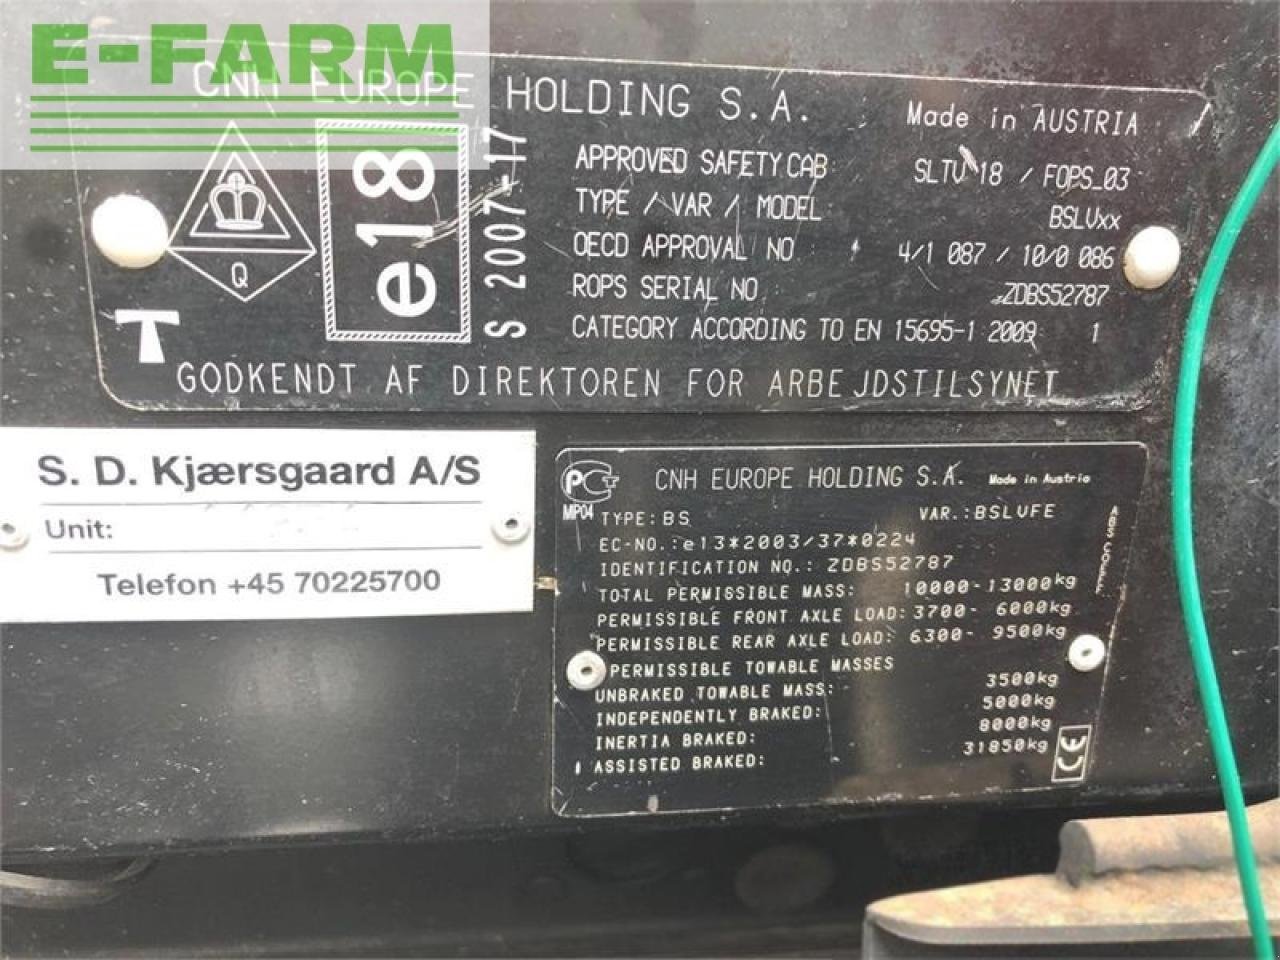 E-FARM
CNH EUROPE HOLDING S.A.
Made in AUSTRIA
Q
e18
S 2007-17
APPROVED SAFETY CAB SLTV 18 / FOPS_03
TYPE / VAR / MODEL BSLVxx
OECD APPROVAL NO 4/1 087 / 10/0 086
ROPS SERIAL NO ZDBS52787
CATEGORY ACCORDING TO EN 15695-1 2009 1
T
GODKENDT AF DIREKTOREN FOR ARBEJDSTILSYNET
S. D. Kjærsgaard A/S
Unit:
Telefon +45 70225700
CNH EUROPE HOLDING S.A. Made in Austria
MP04
TYPE: BS VAR.: BSLVFE
EC-NO.: e13*2003/37*0224
IDENTIFICATION NO.: ZDBS52787
TOTAL PERMISSIBLE MASS: 10000-13000kg
PERMISSIBLE FRONT AXLE LOAD: 3700- 6000kg
PERMISSIBLE REAR AXLE LOAD: 6300- 9500kg
PERMISSIBLE TOWABLE MASSES
UNBRAKED TOWABLE MASS: 3500kg
INDEPENDENTLY BRAKED: 5000kg
INERTIA BRAKED: 8000kg
ASSISTED BRAKED: 31850kg
CE